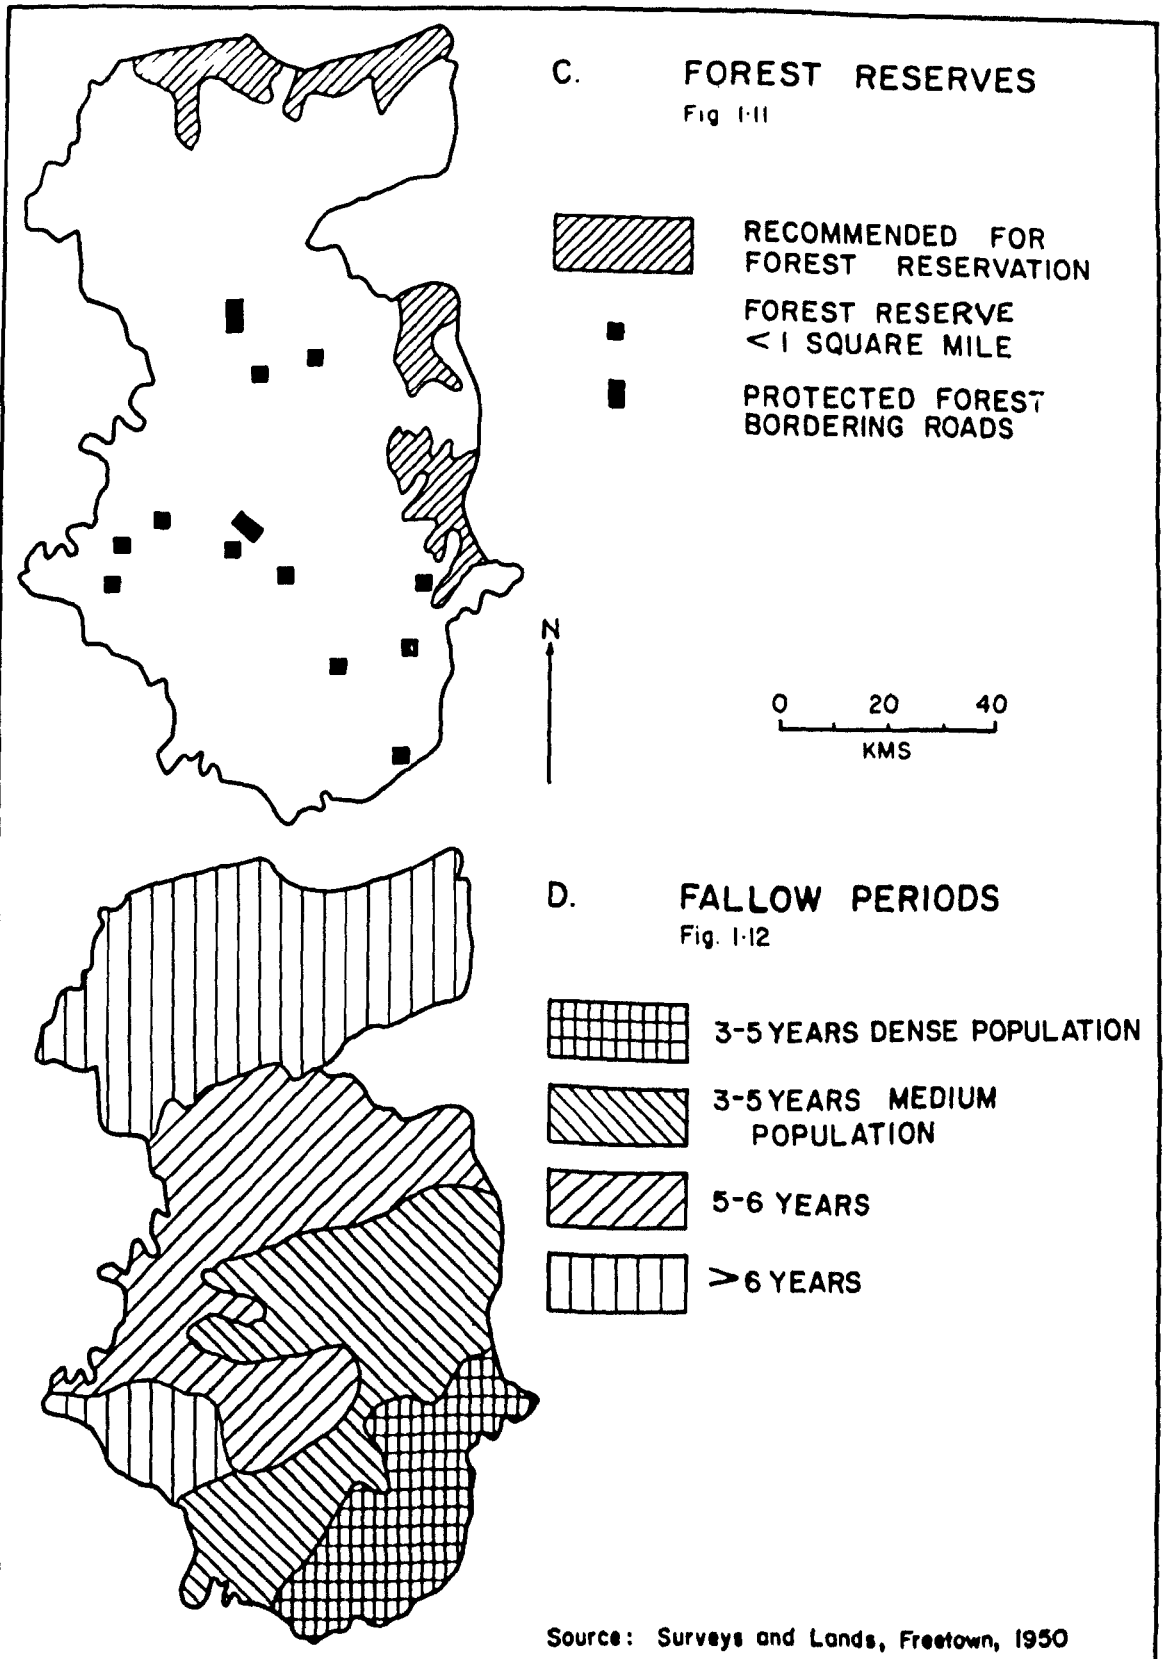 C. FOREST RESERVES
Fig 1·11
RECOMMENDED FOR
FOREST RESERVATION
FOREST RESERVE
< 1 SQUARE MILE
PROTECTED FOREST
BORDERING ROADS
N
0 20 40
KMS
D. FALLOW PERIODS
Fig. 1·12
3-5 YEARS DENSE POPULATION
3-5 YEARS MEDIUM
POPULATION
5-6 YEARS
>6 YEARS
Source: Surveys and Lands, Freetown, 1950